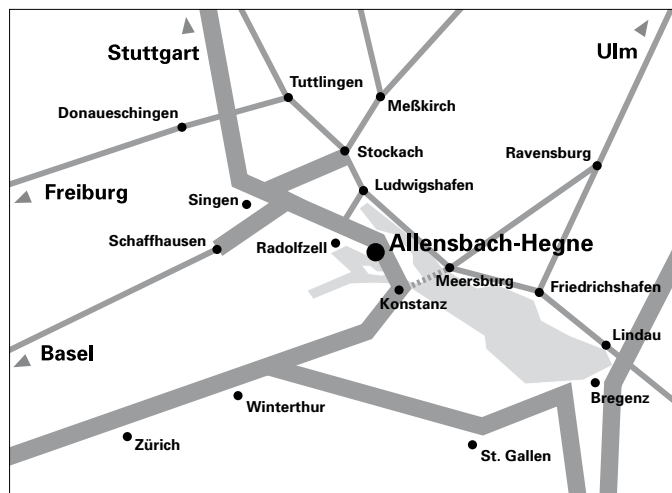 Stuttgart
Ulm
Tuttlingen
Donaueschingen
Meßkirch
Stockach
Ravensburg
Freiburg
Singen
Ludwigshafen
Schaffhausen
Radolfzell
Allensbach-Hegne
Meersburg
Konstanz
Friedrichshafen
Basel
Lindau
Bregenz
Winterthur
Zürich
St. Gallen